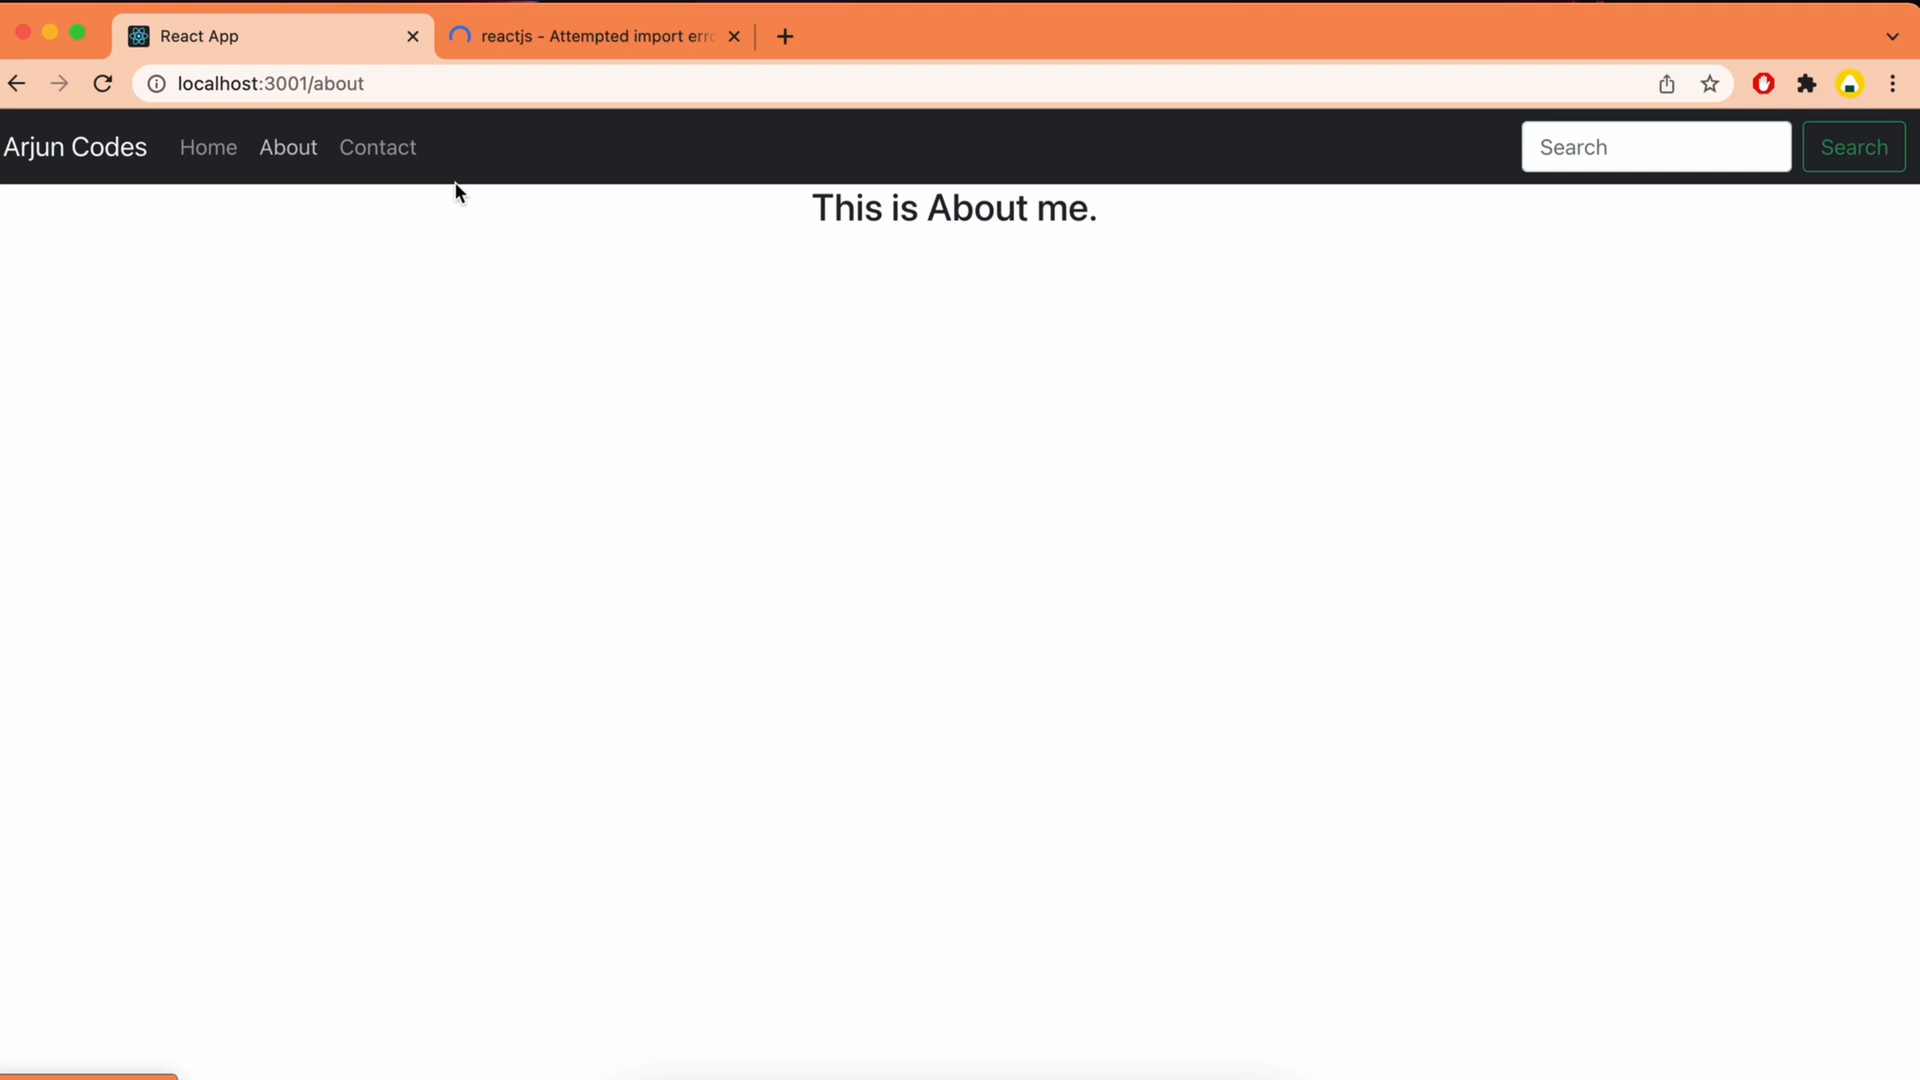 React App
reactjs - Attempted import erro
localhost:3001/about
Arjun Codes Home About Contact Search Search
This is About me.